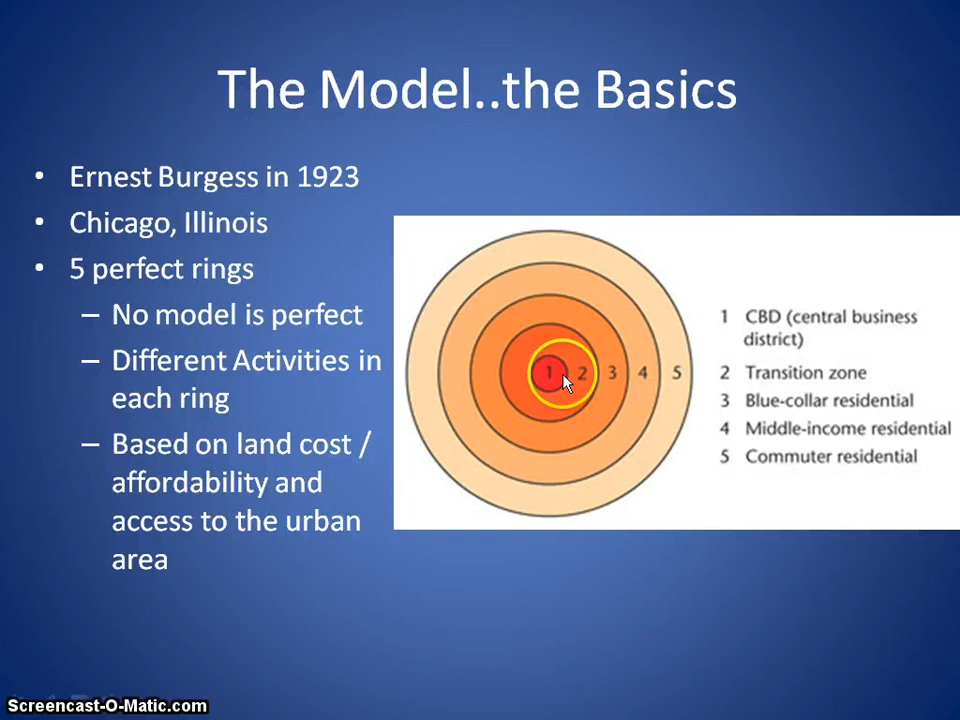 The Model..the Basics
• Ernest Burgess in 1923
• Chicago, Illinois
• 5 perfect rings
– No model is perfect
– Different Activities in
each ring
– Based on land cost /
affordability and
access to the urban
area
1 2 3 4 5
1 CBD (central business
district)
2 Transition zone
3 Blue-collar residential
4 Middle-income residential
5 Commuter residential
Screencast-O-Matic.com